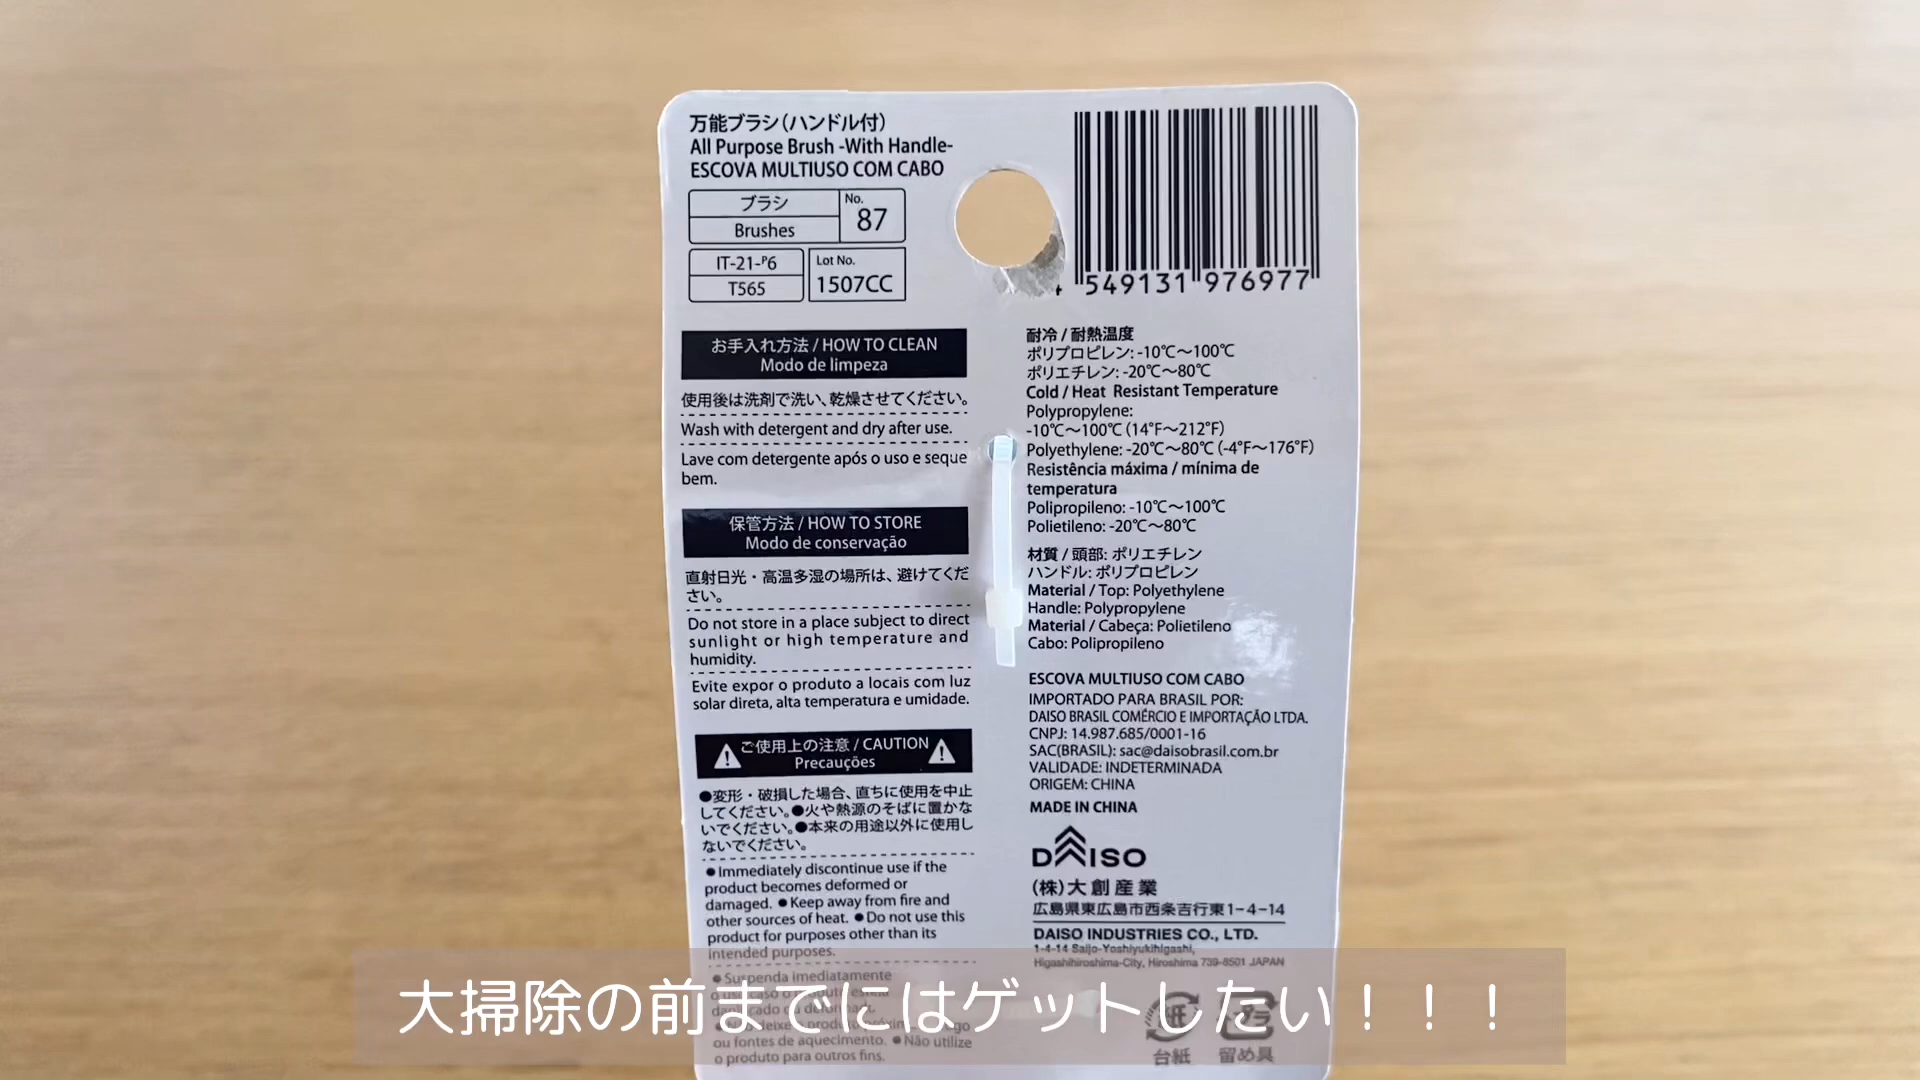 万能ブラシ(ハンドル付)
All Purpose Brush -With Handle-
ESCOVA MULTIUSO COM CABO
ブラシ
Brushes
No.
87
IT-21-P6
T565
Lot No.
1507CC
4 549131 976977
お手入れ方法 / HOW TO CLEAN
Modo de limpeza
使用後は洗剤で洗い、乾燥させてください。
Wash with detergent and dry after use.
Lave com detergente após o uso e seque
bem.
保管方法 / HOW TO STORE
Modo de conservação
直射日光・高温多湿の場所は、避けてくだ
さい。
Do not store in a place subject to direct
sunlight or high temperature and
humidity.
Evite expor o produto a locais com luz
solar direta, alta temperatura e umidade.
ご使用上の注意 / CAUTION
Precauções
●変形・破損した場合、直ちに使用を中止
してください。●火や熱源のそばに置かな
いでください。●本来の用途以外に使用し
ないでください。
● Immediately discontinue use if the
product becomes deformed or
damaged. ● Keep away from fire and
other sources of heat. ● Do not use this
product for purposes other than its
intended purposes.
● Suspenda imediatamente
ou fontes de aquecimento. ● Não utilize
o produto para outros fins.
耐冷 / 耐熱温度
ポリプロピレン: -10℃～100℃
ポリエチレン: -20℃～80℃
Cold / Heat Resistant Temperature
Polypropylene:
-10℃～100℃ (14℉～212℉)
Polyethylene: -20℃～80℃ (-4℉～176℉)
Resistência máxima / mínima de
temperatura
Polipropileno: -10℃～100℃
Polietileno: -20℃～80℃
材質 / 頭部: ポリエチレン
ハンドル: ポリプロピレン
Material / Top: Polyethylene
Handle: Polypropylene
Material / Cabeça: Polietileno
Cabo: Polipropileno
ESCOVA MULTIUSO COM CABO
IMPORTADO PARA BRASIL POR:
DAISO BRASIL COMÉRCIO E IMPORTAÇÃO LTDA.
CNPJ: 14.987.685/0001-16
SAC(BRASIL): sac@daisobrasil.com.br
VALIDADE: INDETERMINADA
ORIGEM: CHINA
MADE IN CHINA
DAISO
(株)大創産業
広島県東広島市西条吉行東1-4-14
DAISO INDUSTRIES CO., LTD.
1-4-14 Saijo-Yoshiyukihigashi,
Higashihiroshima-City, Hiroshima 739-8501 JAPAN
紙
台紙
プラ
留め具
大掃除の前までにはゲットしたい！！！